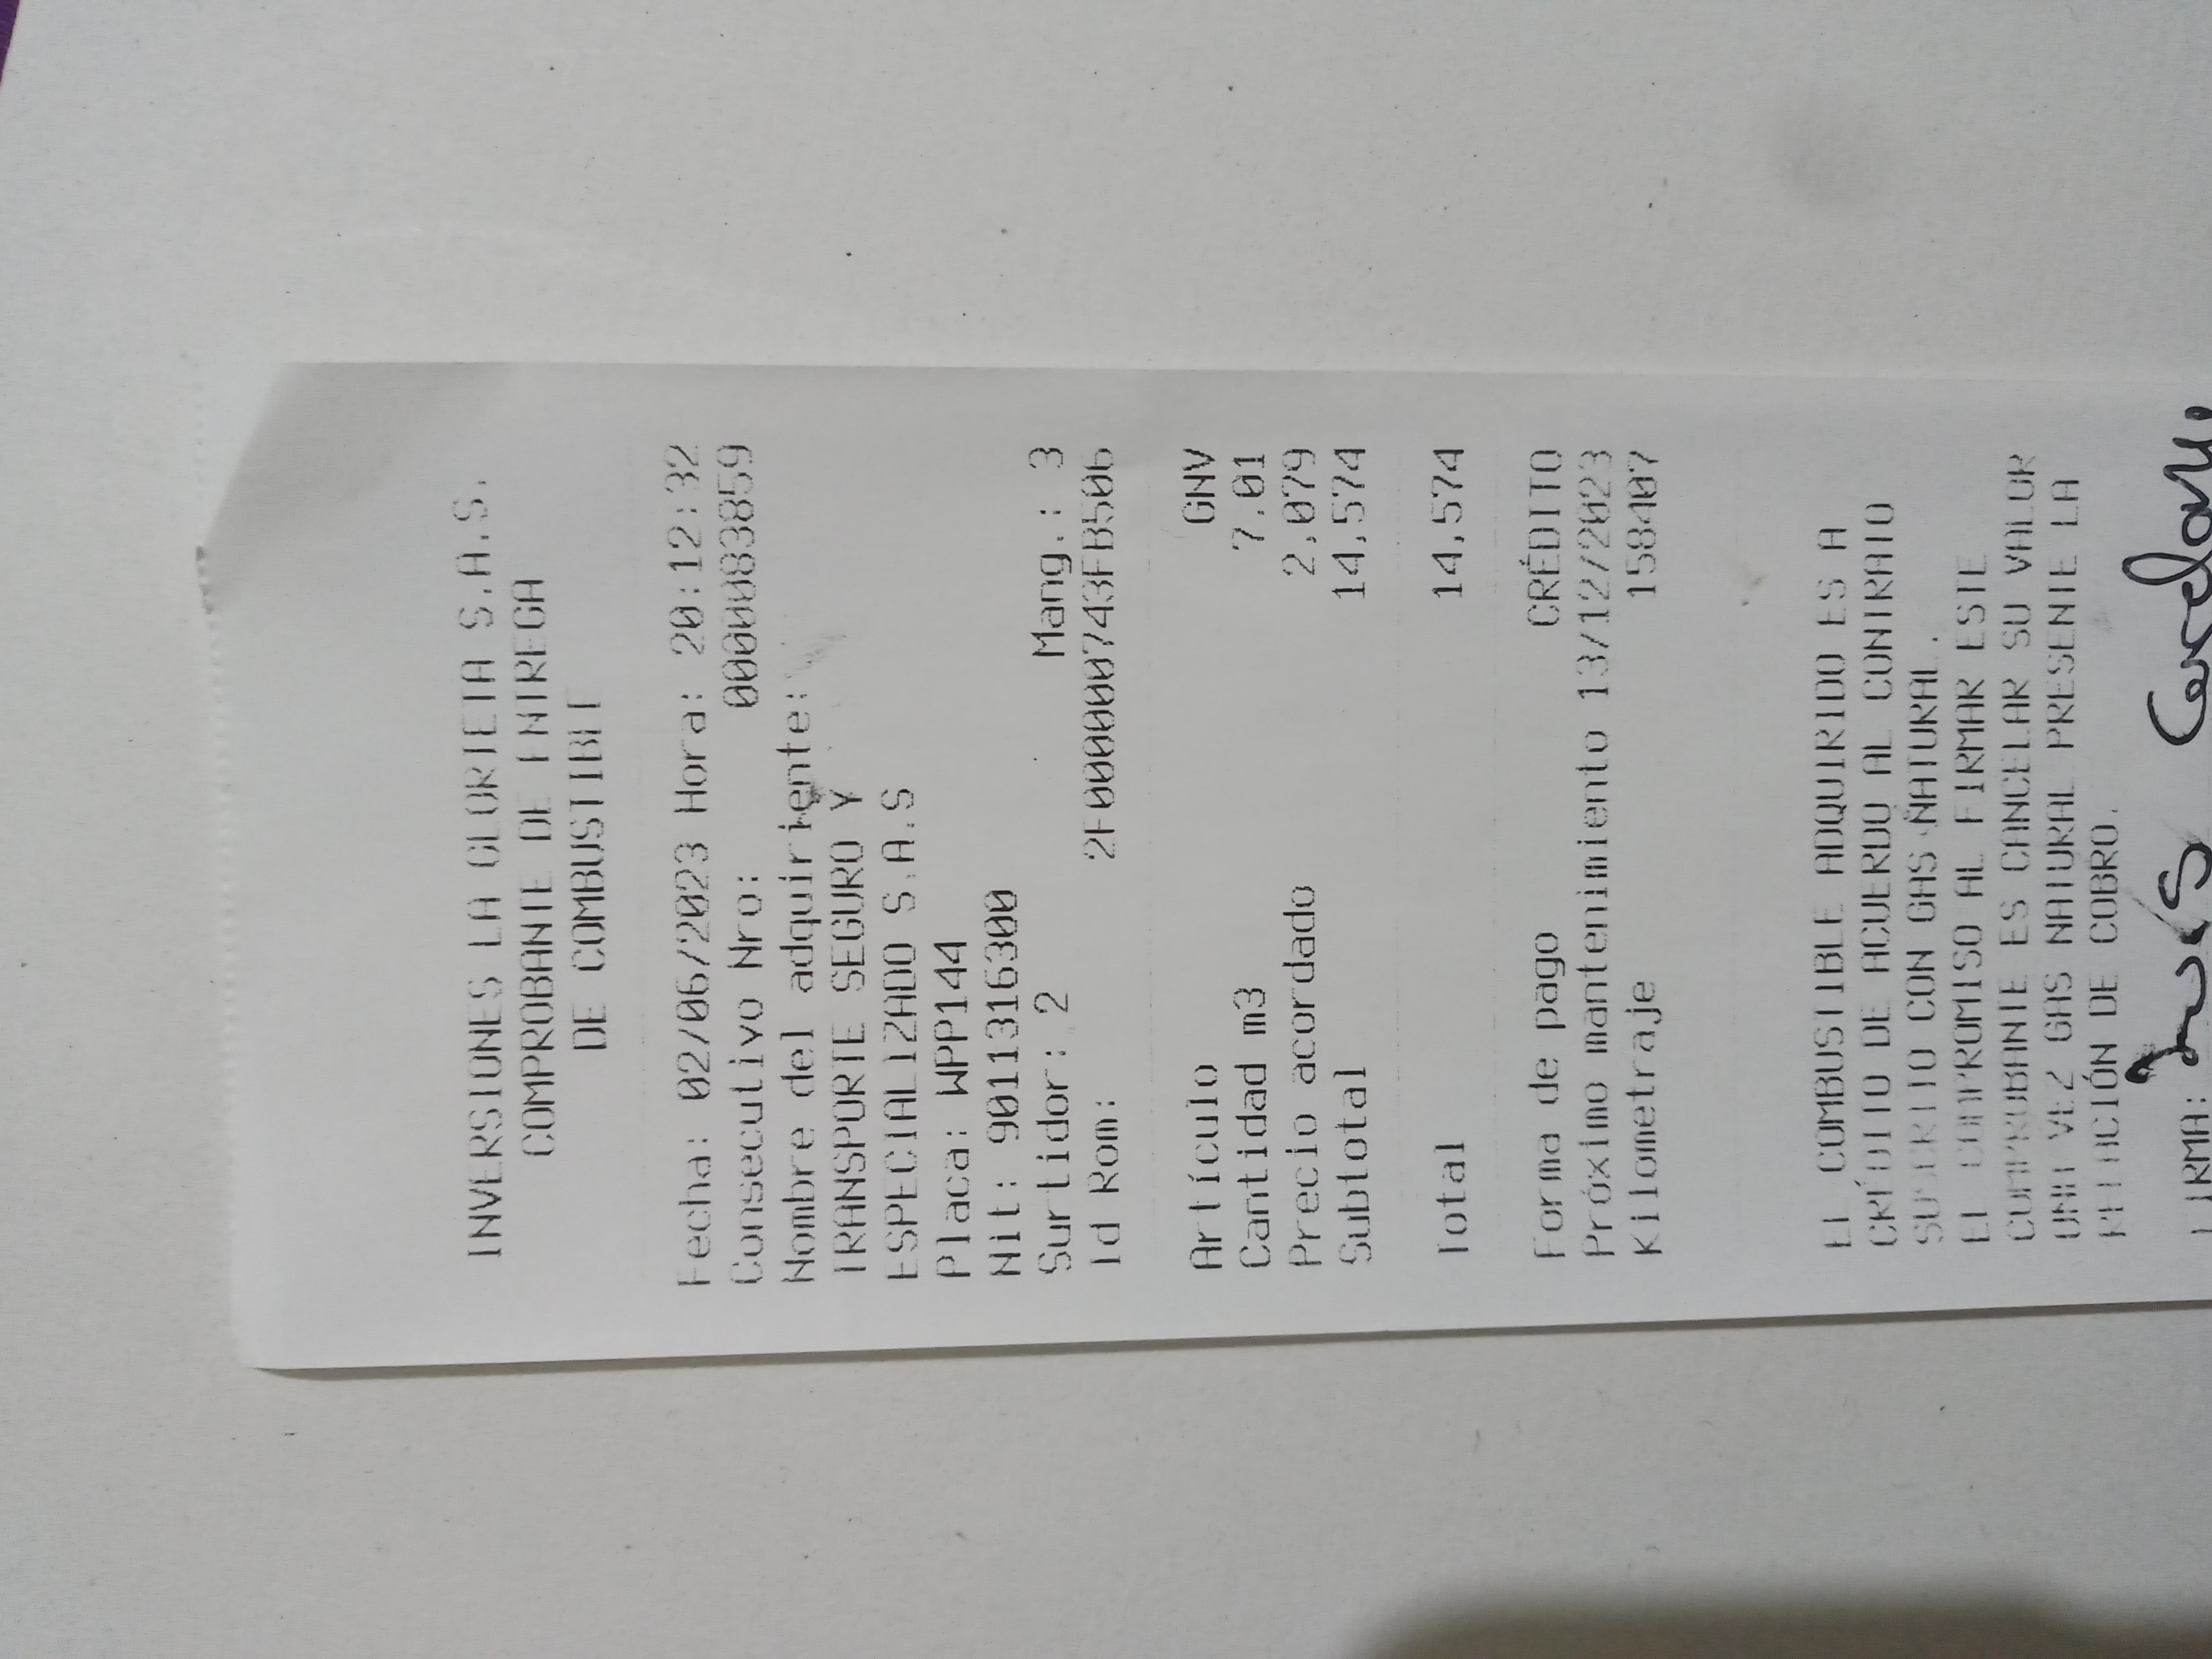 INVERSIONES LA GLORIETA S.A.S.
COMPROBANTE DE ENTREGA
DE COMBUSTIBLE
Fecha: 02/06/2023 Hora: 20:12:32
Consecutivo Nro: 0000083859
Nombre del adquiriente:
TRANSPORTE SEGURO Y
ESPECIALIZADO S.A.S
Placa: WPP144
Nit: 9011316300
Surtidor: 2 Mang.: 3
Id Rom: 2F00000743FB506
Artículo GNV
Cantidad m3 7.01
Precio acordado 2,079
Subtotal 14,574
Total 14,574
Forma de pago CRÉDITO
Próximo mantenimiento 13/12/2023
Kilometraje 158407
EL COMBUSTIBLE ADQUIRIDO ES A
CRÉDITO DE ACUERDO AL CONTRATO
SUSCRITO CON GAS NATURAL.
EL COMPROMISO AL FIRMAR ESTE
COMPROBANTE ES CANCELAR SU VALOR
UNA VEZ GAS NATURAL PRESENTE LA
RELACIÓN DE COBRO.
FIRMA: Luis